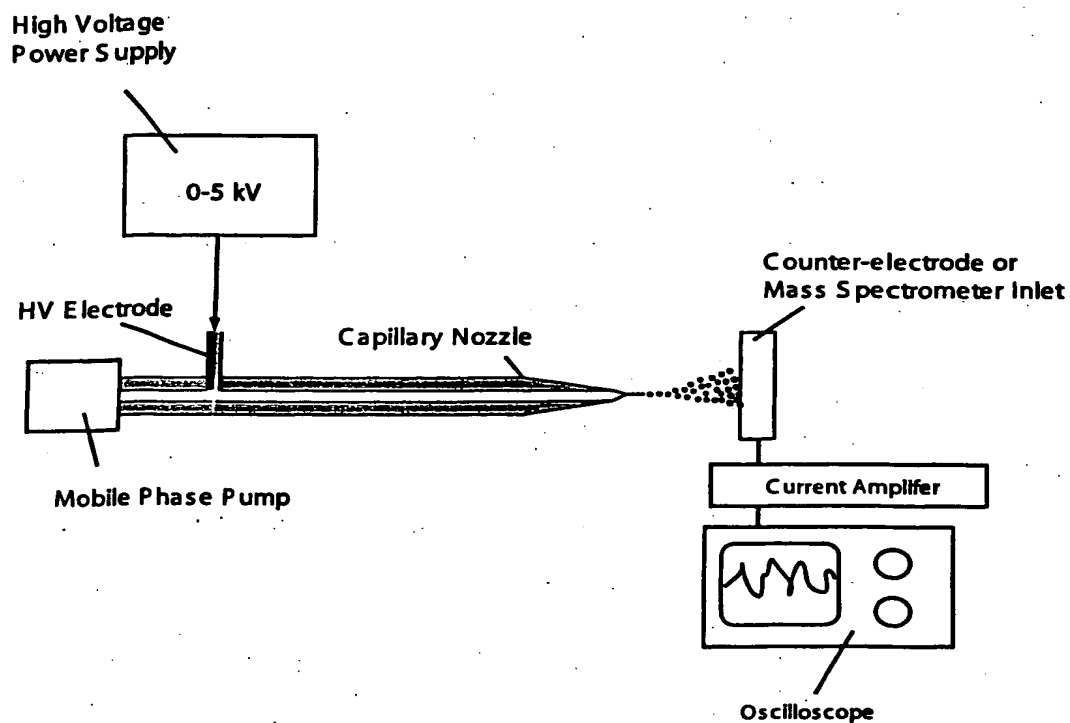 High Voltage
Power Supply
0-5 kV
HV Electrode
Capillary Nozzle
Counter-electrode or
Mass Spectrometer Inlet
Mobile Phase Pump
Current Amplifer
Oscilloscope